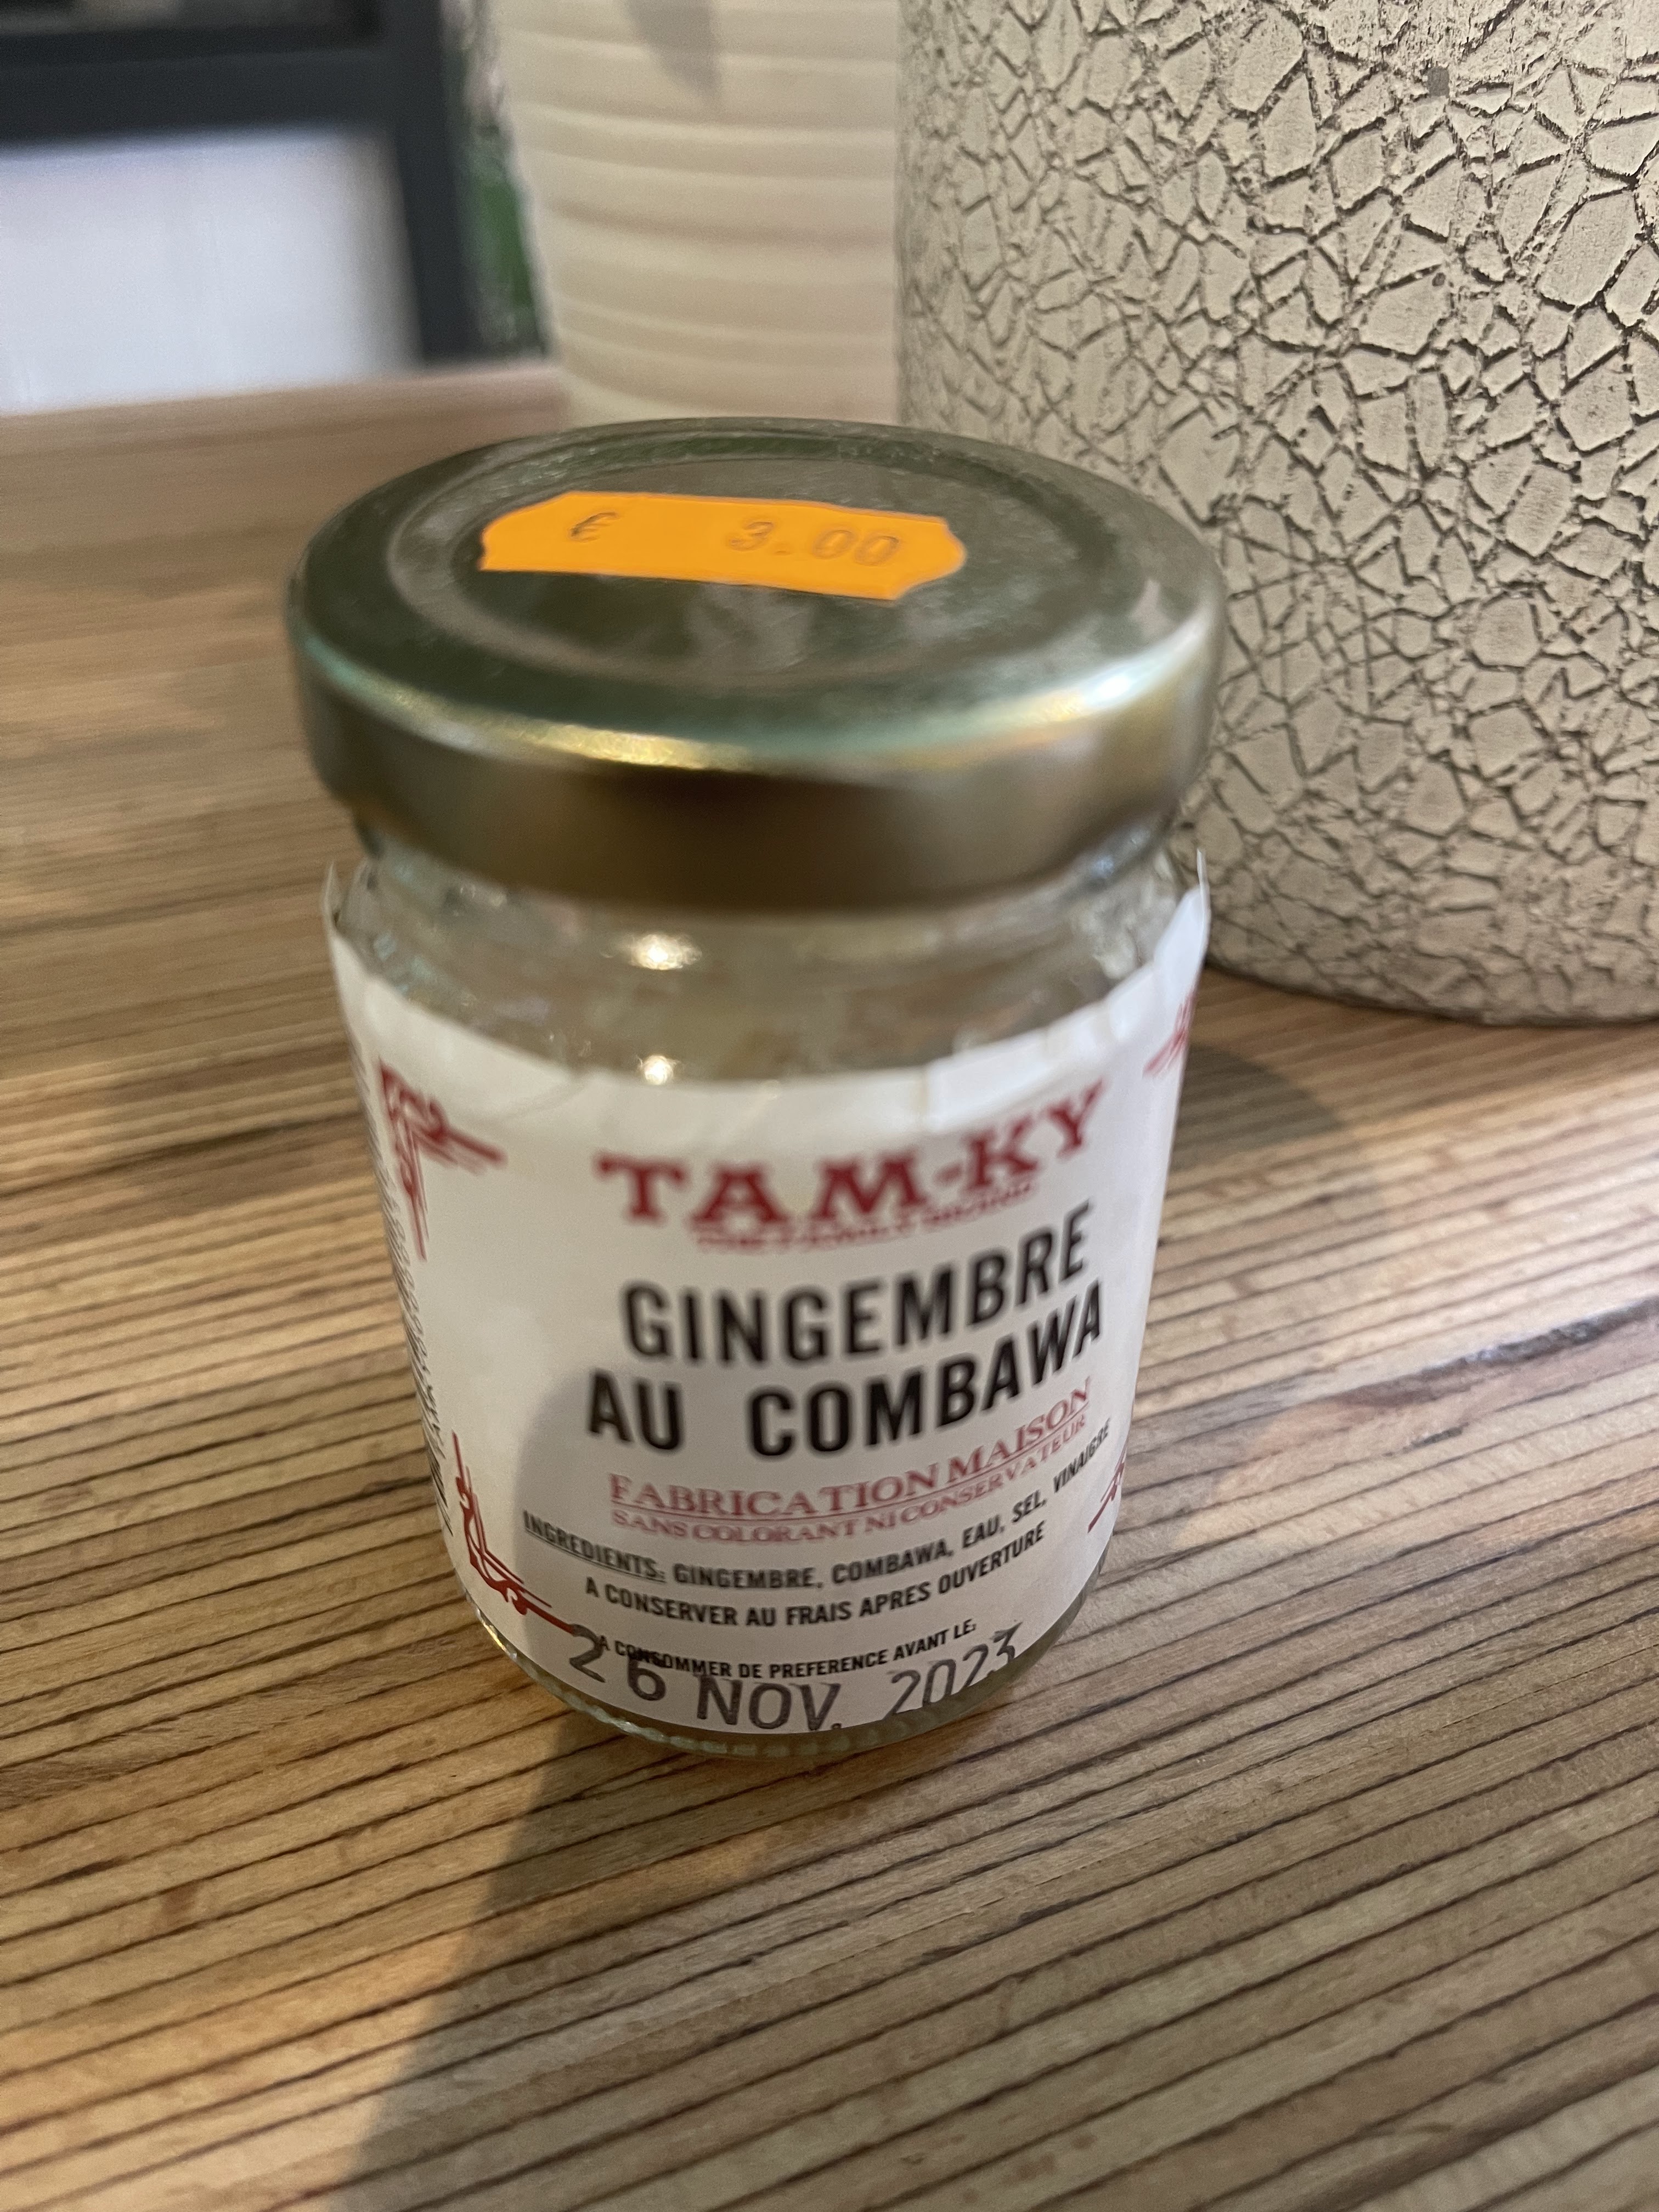 € 3.00
TAM-KY
GINGEMBRE
AU COMBAWA
FABRICATION MAISON
SANS COLORANT NI CONSERVATEUR
INGREDIENTS: GINGEMBRE, COMBAWA, EAU, SEL, VINAIGRE
A CONSERVER AU FRAIS APRES OUVERTURE
A CONSOMMER DE PREFERENCE AVANT LE:
26 NOV. 2023